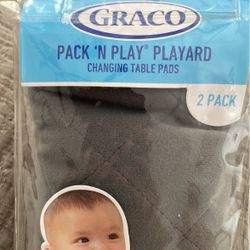 GRACO
PACK 'N PLAY® PLAYARD
CHANGING TABLE PADS
2 PACK